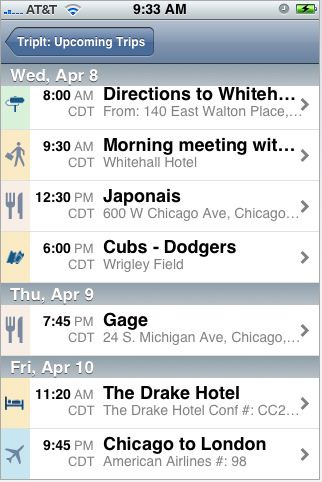 AT&T 9:33 AM
TripIt: Upcoming Trips
Wed, Apr 8
8:00 AM Directions to Whiteh...
CDT From: 140 East Walton Place,...
9:30 AM Morning meeting wit...
CDT Whitehall Hotel
12:30 PM Japonais
CDT 600 W Chicago Ave, Chicago...
6:00 PM Cubs - Dodgers
CDT Wrigley Field
Thu, Apr 9
7:45 PM Gage
CDT 24 S. Michigan Ave, Chicago,...
Fri, Apr 10
11:20 AM The Drake Hotel
CDT The Drake Hotel Conf #: CC2...
9:45 PM Chicago to London
CDT American Airlines #: 98